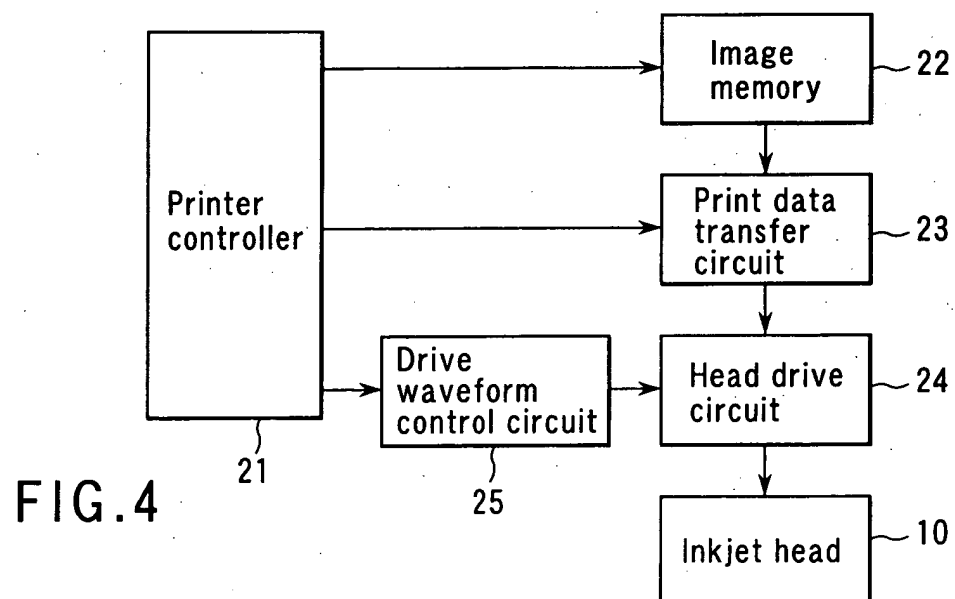 Image
memory
22
Printer
controller
Print data
transfer
circuit
23
Drive
waveform
control circuit
Head drive
circuit
24
21
25
FIG.4
Inkjet head
10